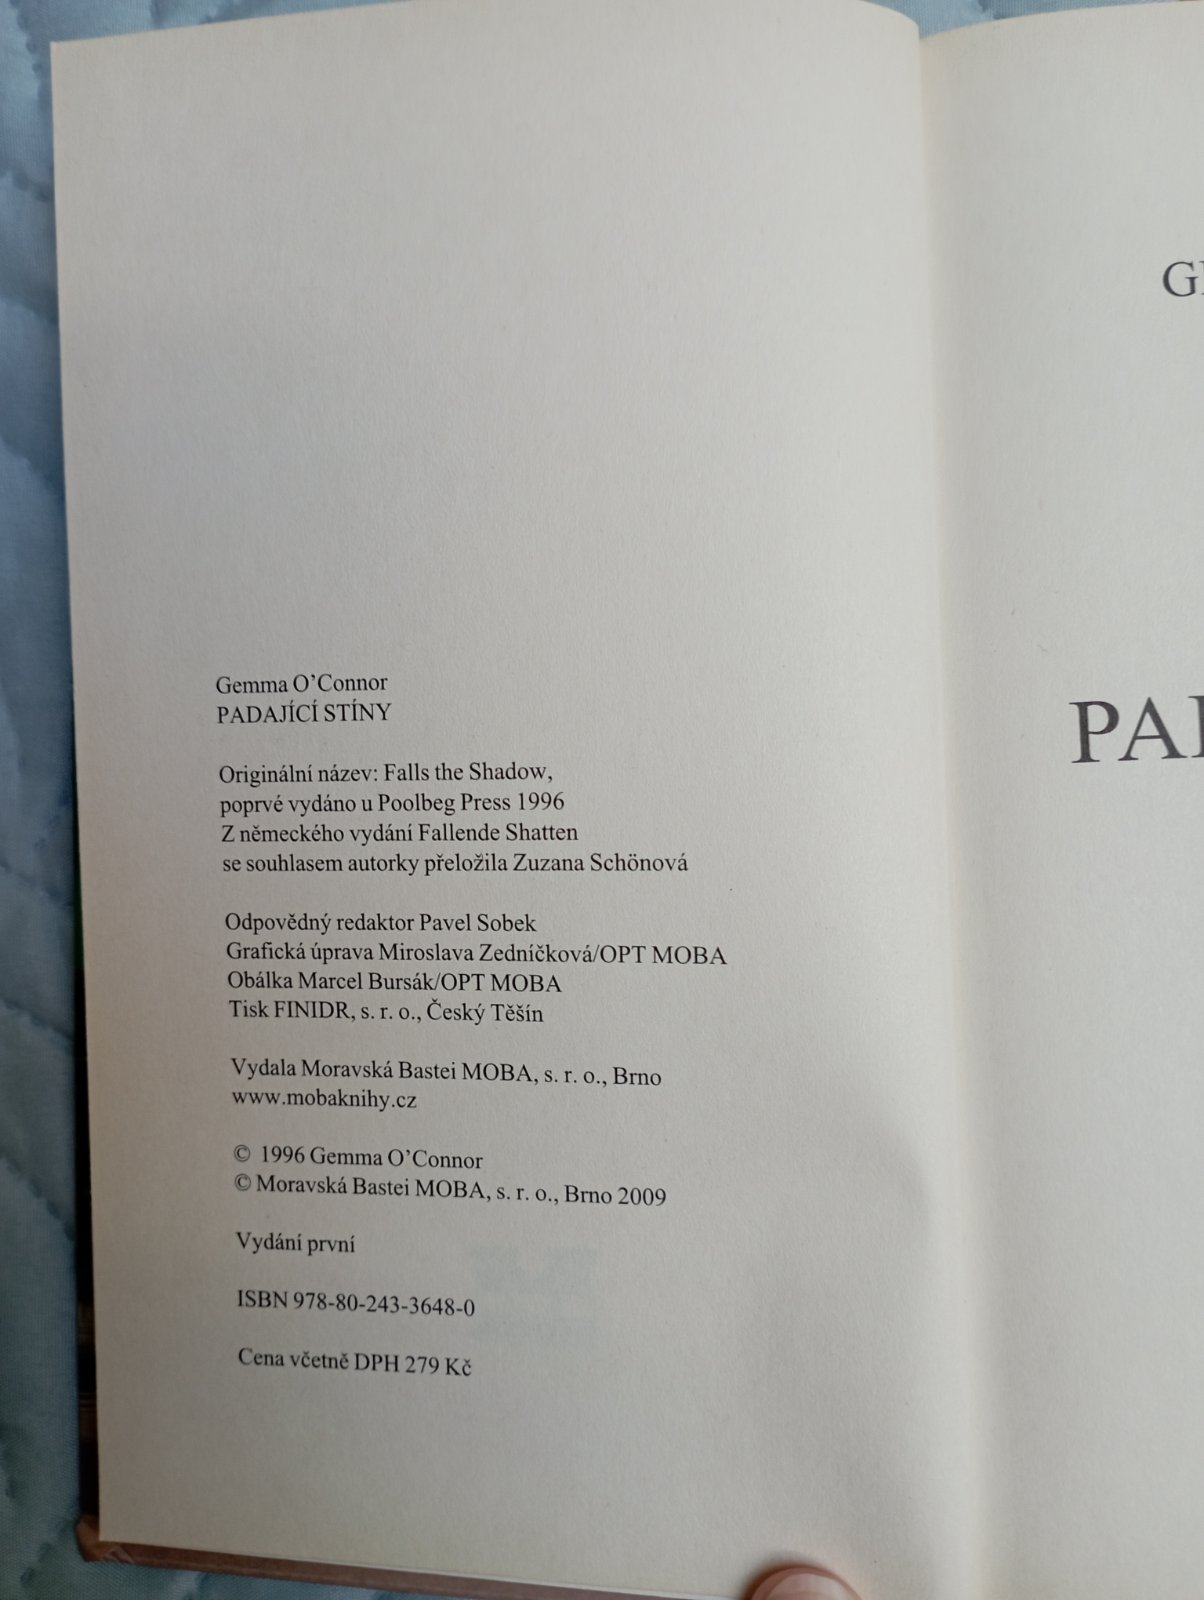 Gemma O’Connor
PADAJÍCÍ STÍNY
Originální název: Falls the Shadow,
poprvé vydáno u Poolbeg Press 1996
Z německého vydání Fallende Shatten
se souhlasem autorky přeložila Zuzana Schönová
Odpovědný redaktor Pavel Sobek
Grafická úprava Miroslava Zedníčková/OPT MOBA
Obálka Marcel Bursák/OPT MOBA
Tisk FINIDR, s. r. o., Český Těšín
Vydala Moravská Bastei MOBA, s. r. o., Brno
www.mobaknihy.cz
© 1996 Gemma O’Connor
© Moravská Bastei MOBA, s. r. o., Brno 2009
Vydání první
ISBN 978-80-243-3648-0
Cena včetně DPH 279 Kč